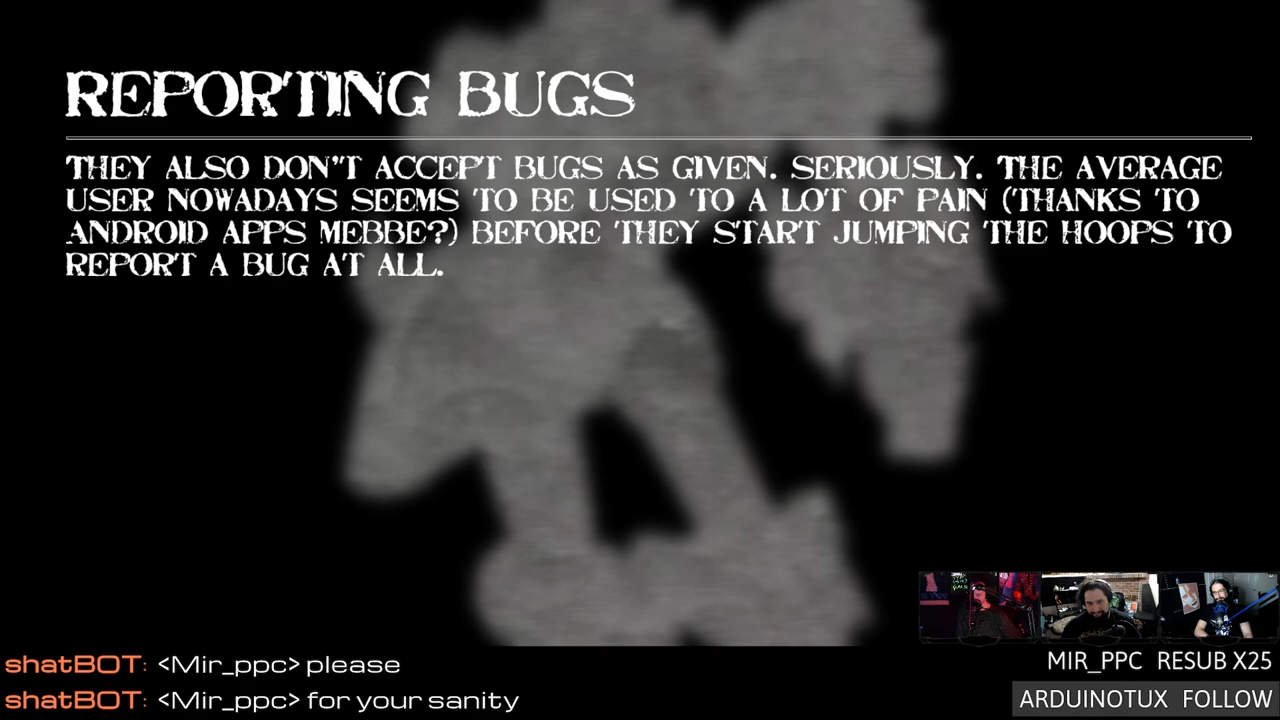 REPORTING BUGS
THEY ALSO DON"T ACCEPT BUGS AS GIVEN. SERIOUSLY. THE AVERAGE
USER NOWADAYS SEEMS TO BE USED TO A LOT OF PAIN (THANKS TO
ANDROID APPS MEBBE?) BEFORE THEY START JUMPING THE HOOPS TO
REPORT A BUG AT ALL.
shatBOT: <Mir_ppc> please
shatBOT: <Mir_ppc> for your sanity
MIR_PPC RESUB X25
ARDUINOTUX FOLLOW